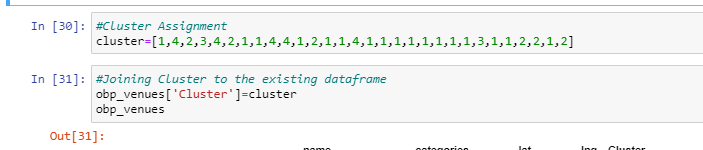 In [30]: #Cluster Assignment
cluster=[1,4,2,3,4,2,1,1,4,4,1,2,1,1,4,1,1,1,1,1,1,1,1,3,1,1,2,2,1,2]
In [31]: #Joining Cluster to the existing dataframe
obp_venues['Cluster']=cluster
obp_venues
Out[31]:
name categories lat lng Cluster